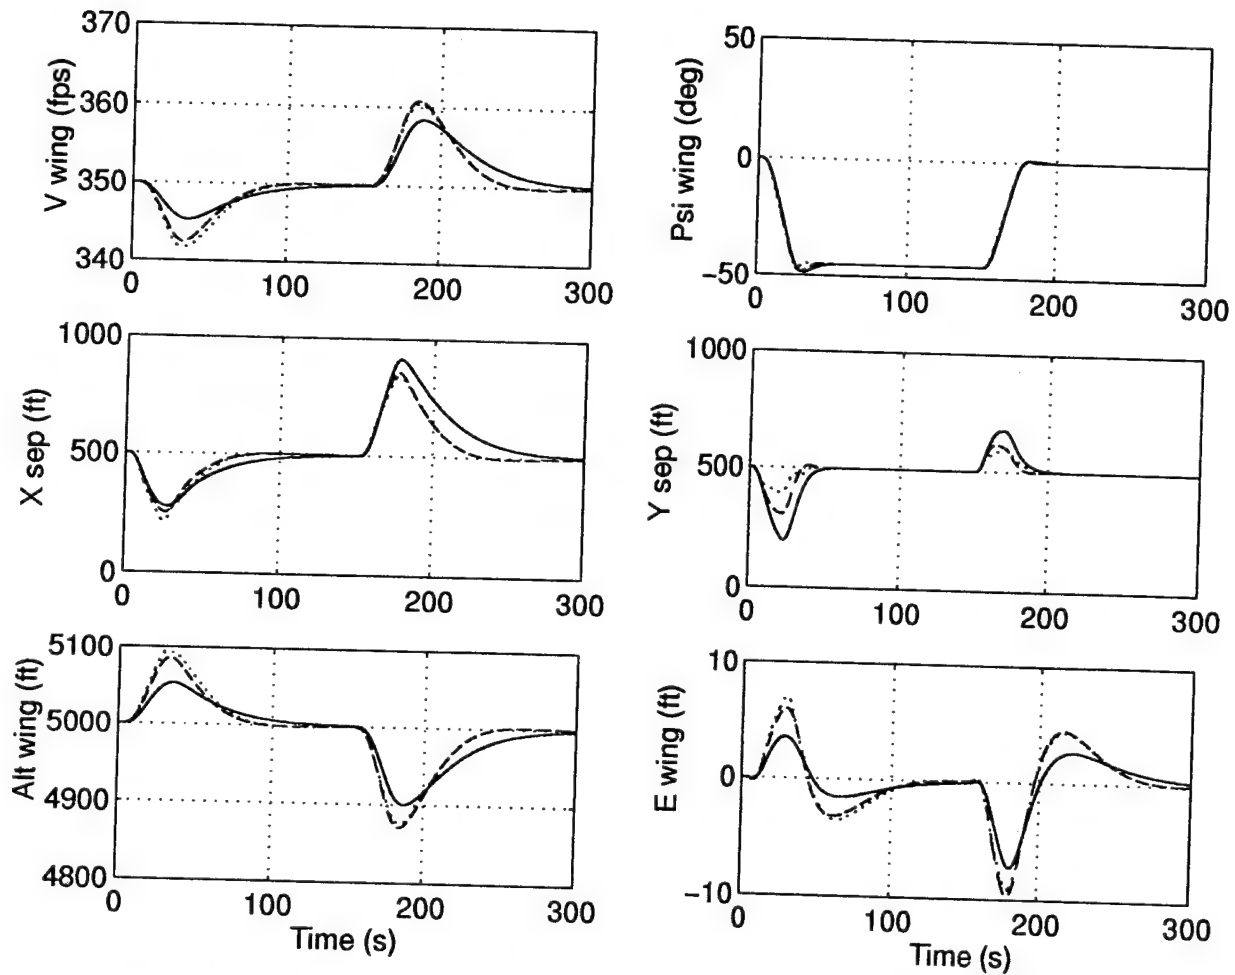 V wing (fps)
370
360
350
340
0 100 200 300
Psi wing (deg)
50
0
−50
0 100 200 300
X sep (ft)
1000
500
0
0 100 200 300
Y sep (ft)
1000
500
0
0 100 200 300
Alt wing (ft)
5100
5000
4900
4800
0 100 200 300
Time (s)
E wing (ft)
10
0
−10
0 100 200 300
Time (s)